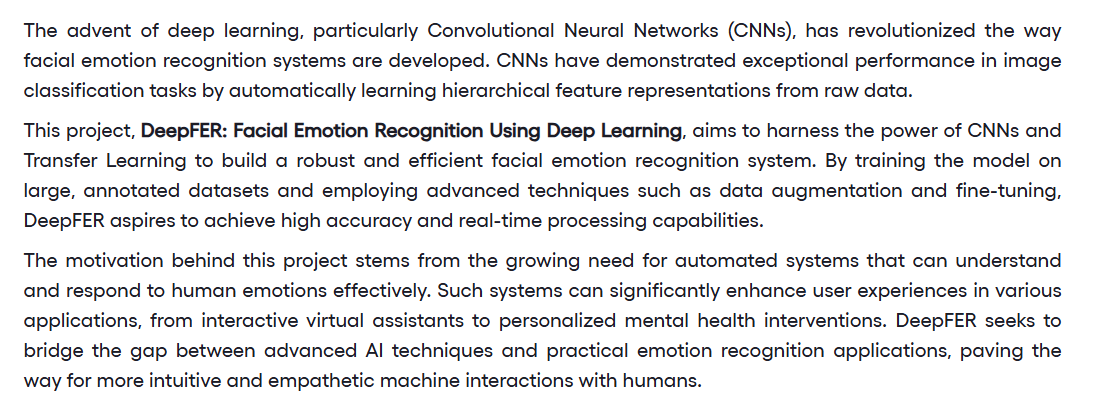 The advent of deep learning, particularly Convolutional Neural Networks (CNNs), has revolutionized the way
facial emotion recognition systems are developed. CNNs have demonstrated exceptional performance in image
classification tasks by automatically learning hierarchical feature representations from raw data.
This project, DeepFER: Facial Emotion Recognition Using Deep Learning, aims to harness the power of CNNs and
Transfer Learning to build a robust and efficient facial emotion recognition system. By training the model on
large, annotated datasets and employing advanced techniques such as data augmentation and fine-tuning,
DeepFER aspires to achieve high accuracy and real-time processing capabilities.
The motivation behind this project stems from the growing need for automated systems that can understand
and respond to human emotions effectively. Such systems can significantly enhance user experiences in various
applications, from interactive virtual assistants to personalized mental health interventions. DeepFER seeks to
bridge the gap between advanced AI techniques and practical emotion recognition applications, paving the
way for more intuitive and empathetic machine interactions with humans.